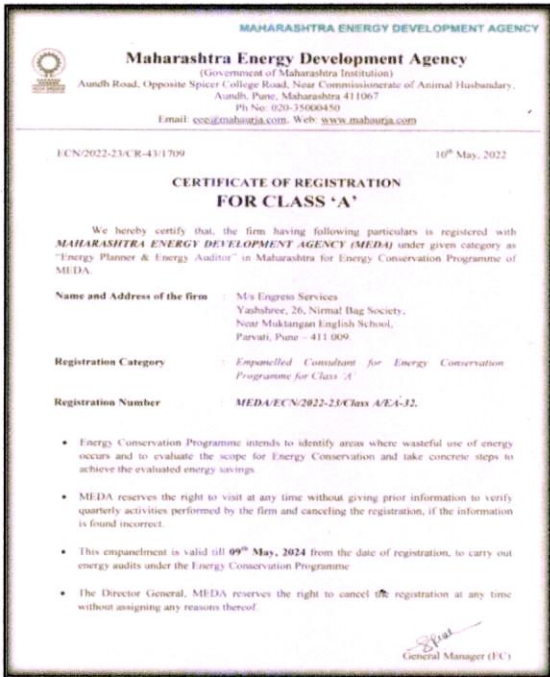 MAHARASHTRA ENERGY DEVELOPMENT AGENCY
Maharashtra Energy Development Agency
(Government of Maharashtra Institution)
Aundh Road, Opposite Spicer College Road, Near Commissionerate of Animal Husbandary,
Aundh, Pune, Maharashtra 411067
Ph No: 020-35000450
Email: eee@mahaurja.com, Web: www.mahaurja.com
ECN/2022-23/CR-43/1709 10th May, 2022
CERTIFICATE OF REGISTRATION
FOR CLASS 'A'
We hereby certify that, the firm having following particulars is registered with
MAHARASHTRA ENERGY DEVELOPMENT AGENCY (MEDA) under given category as
"Energy Planner & Energy Auditor" in Maharashtra for Energy Conservation Programme of
MEDA.
Name and Address of the firm : M/s Engress Services
Yashshree, 26, Nirmal Bag Society,
Near Muktangan English School,
Parvati, Pune – 411 009.
Registration Category : Empanelled Consultant for Energy Conservation
Programme for Class 'A'
Registration Number : MEDA/ECN/2022-23/Class A/EA-32.
• Energy Conservation Programme intends to identify areas where wasteful use of energy
occurs and to evaluate the scope for Energy Conservation and take concrete steps to
achieve the evaluated energy savings.
• MEDA reserves the right to visit at any time without giving prior information to verify
quarterly activities performed by the firm and canceling the registration, if the information
is found incorrect.
• This empanelment is valid till 09th May, 2024 from the date of registration, to carry out
energy audits under the Energy Conservation Programme
• The Director General, MEDA reserves the right to cancel the registration at any time
without assigning any reasons thereof.
General Manager (EC)